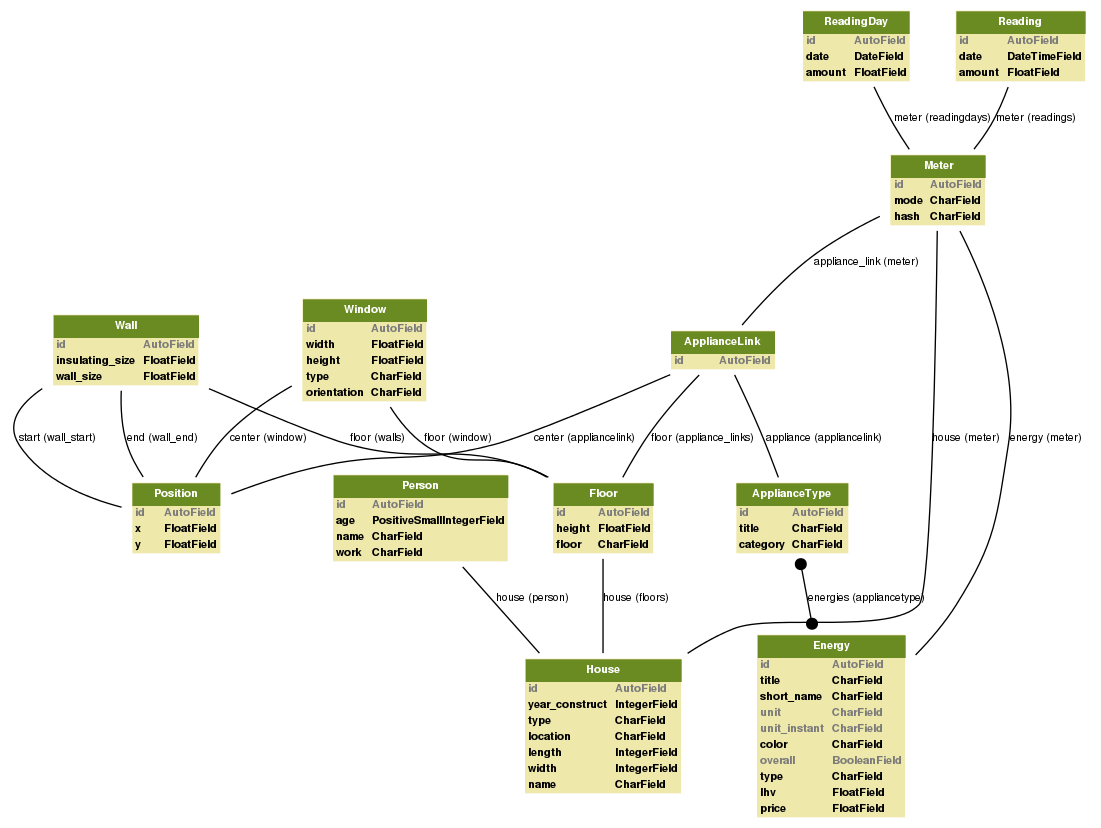 ReadingDay
id AutoField
date DateField
amount FloatField
Reading
id AutoField
date DateTimeField
amount FloatField
meter (readingdays)
meter (readings)
Meter
id AutoField
mode CharField
hash CharField
appliance_link (meter)
Wall
id AutoField
insulating_size FloatField
wall_size FloatField
Window
id AutoField
width FloatField
height FloatField
type CharField
orientation CharField
ApplianceLink
id AutoField
start (wall_start)
end (wall_end)
center (window)
floor (walls)
floor (window)
center (appliancelink)
floor (appliance_links)
appliance (appliancelink)
house (meter)
energy (meter)
Position
id AutoField
x FloatField
y FloatField
Person
id AutoField
age PositiveSmallIntegerField
name CharField
work CharField
Floor
id AutoField
height FloatField
floor CharField
ApplianceType
id AutoField
title CharField
category CharField
house (person)
house (floors)
energies (appliancetype)
House
id AutoField
year_construct IntegerField
type CharField
location CharField
length IntegerField
width IntegerField
name CharField
Energy
id AutoField
title CharField
short_name CharField
unit CharField
unit_instant CharField
color CharField
overall BooleanField
type CharField
lhv FloatField
price FloatField